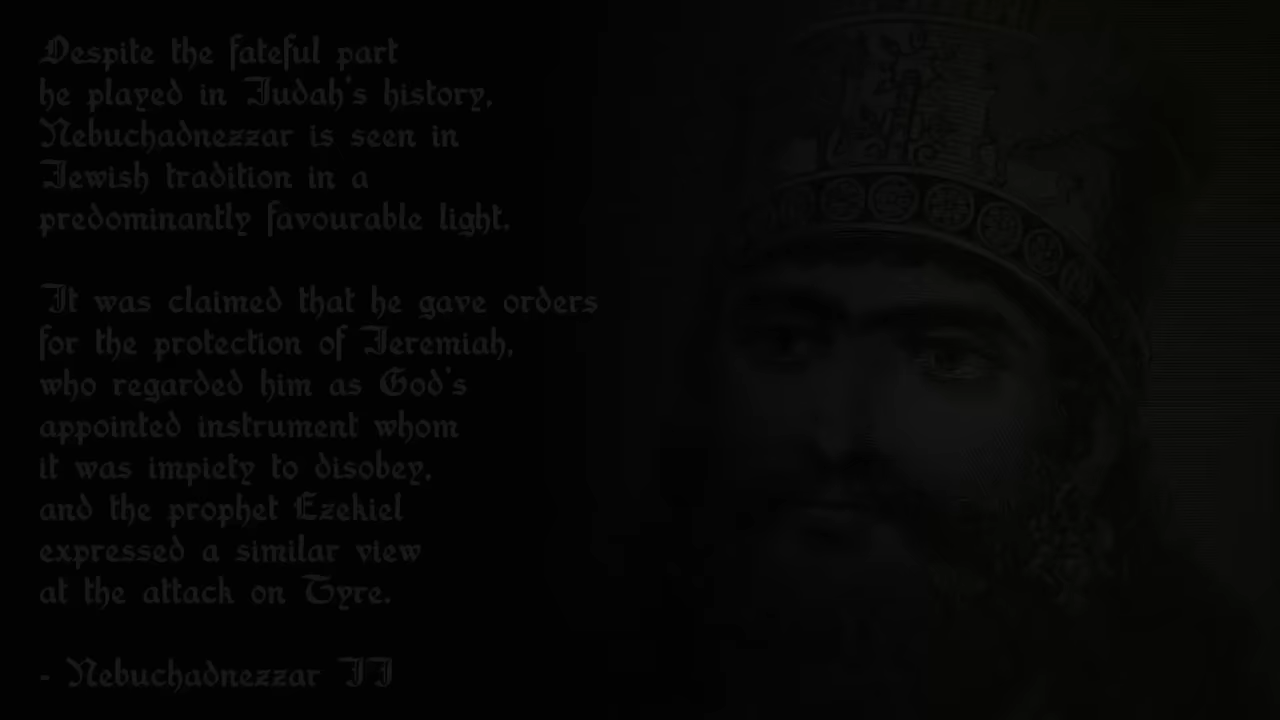 Despite the fateful part
he played in Judah's history,
Nebuchadnezzar is seen in
Jewish tradition in a
predominantly favourable light.
It was claimed that he gave orders
for the protection of Jeremiah,
who regarded him as God's
appointed instrument whom
it was impiety to disobey,
and the prophet Ezekiel
expressed a similar view
at the attack on Tyre.
- Nebuchadnezzar II